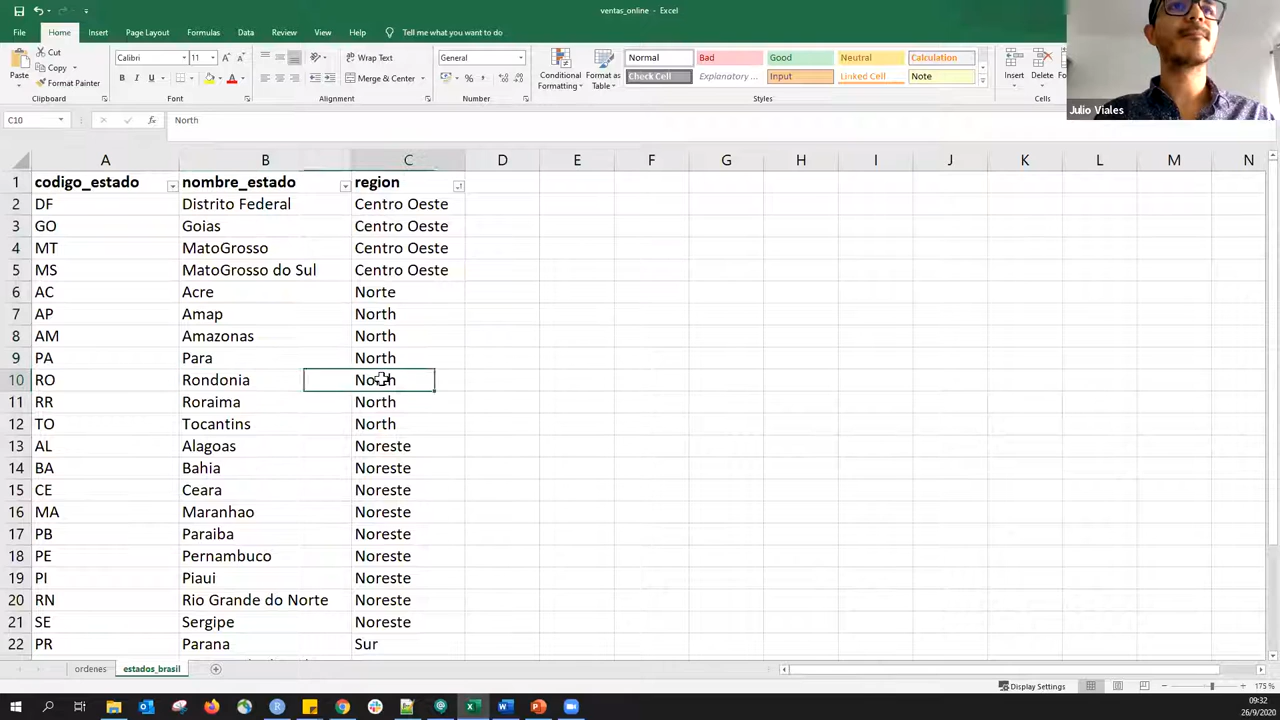 ventas_online - Excel
File Home Insert Page Layout Formulas Data Review View Help Tell me what you want to do
Cut
Copy
Format Painter
Paste
Calibri 11
B I U
Wrap Text
Merge & Center
General
Conditional Formatting
Format as Table
Normal Bad Good Neutral Calculation
Check Cell Explanatory ... Input Linked Cell Note
Insert Delete
Clipboard Font Alignment Number Styles Cells
Julio Viales
C10 North
A B C D E F G H I J K L M N
1 codigo_estado nombre_estado region
2 DF Distrito Federal Centro Oeste
3 GO Goias Centro Oeste
4 MT MatoGrosso Centro Oeste
5 MS MatoGrosso do Sul Centro Oeste
6 AC Acre Norte
7 AP Amap North
8 AM Amazonas North
9 PA Para North
10 RO Rondonia North
11 RR Roraima North
12 TO Tocantins North
13 AL Alagoas Noreste
14 BA Bahia Noreste
15 CE Ceara Noreste
16 MA Maranhao Noreste
17 PB Paraiba Noreste
18 PE Pernambuco Noreste
19 PI Piaui Noreste
20 RN Rio Grande do Norte Noreste
21 SE Sergipe Noreste
22 PR Parana Sur
ordenes estados_brasil
Display Settings 175%
09:32
26/9/2020